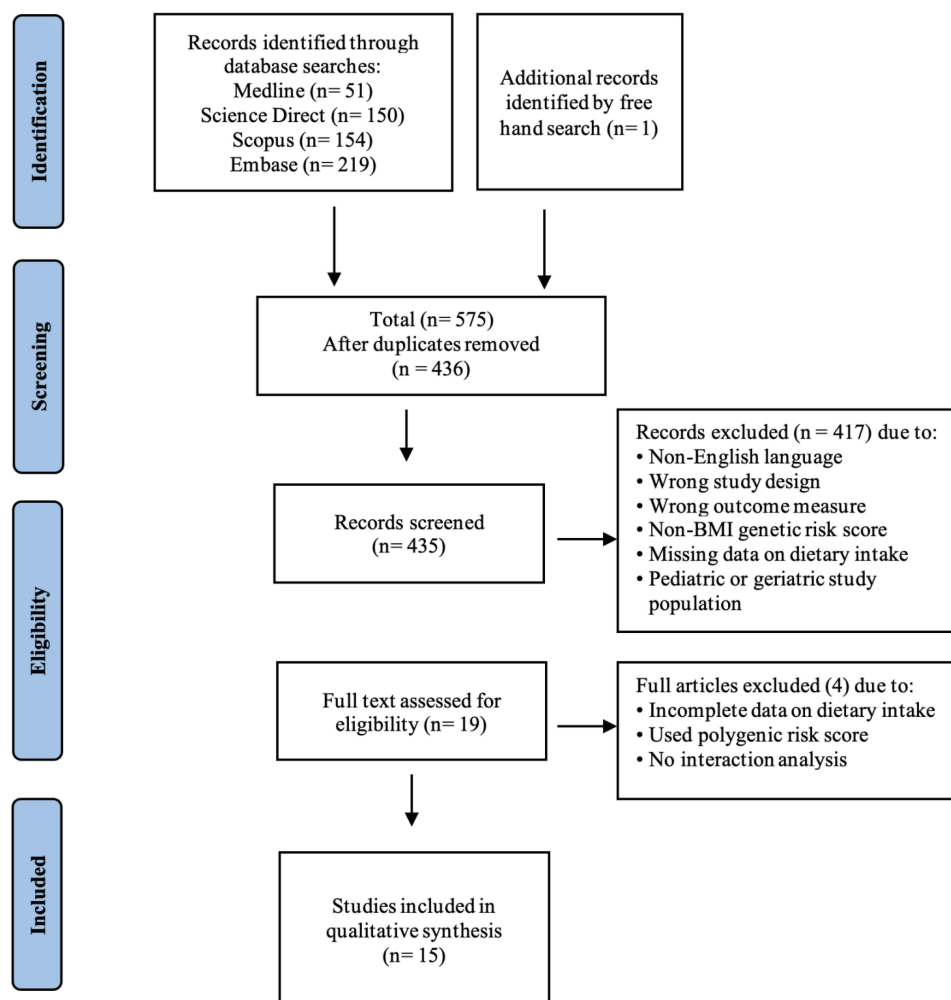 Identification
Records identified through
database searches:
Medline (n= 51)
Science Direct (n= 150)
Scopus (n= 154)
Embase (n= 219)
Additional records
identified by free
hand search (n= 1)
Screening
Total (n= 575)
After duplicates removed
(n = 436)
Records screened
(n= 435)
Records excluded (n = 417) due to:
• Non-English language
• Wrong study design
• Wrong outcome measure
• Non-BMI genetic risk score
• Missing data on dietary intake
• Pediatric or geriatric study
population
Eligibility
Full text assessed for
eligibility (n= 19)
Full articles excluded (4) due to:
• Incomplete data on dietary intake
• Used polygenic risk score
• No interaction analysis
Included
Studies included in
qualitative synthesis
(n= 15)